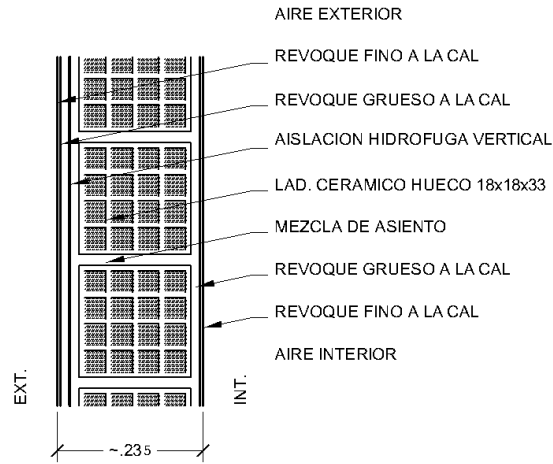 AIRE EXTERIOR
REVOQUE FINO A LA CAL
REVOQUE GRUESO A LA CAL
AISLACION HIDROFUGA VERTICAL
LAD. CERAMICO HUECO 18x18x33
MEZCLA DE ASIENTO
REVOQUE GRUESO A LA CAL
REVOQUE FINO A LA CAL
AIRE INTERIOR
EXT.
INT.
~.235